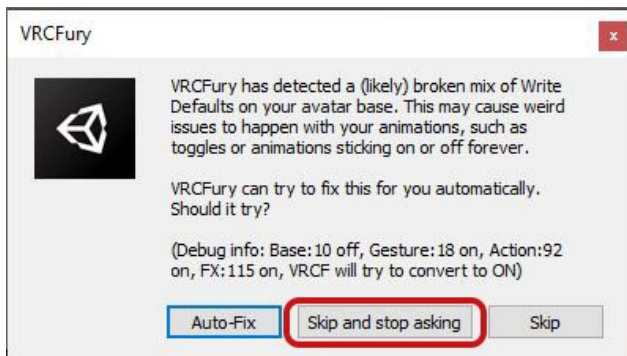 VRCFury
x
VRCFury has detected a (likely) broken mix of Write
Defaults on your avatar base. This may cause weird
issues to happen with your animations, such as
toggles or animations sticking on or off forever.
VRCFury can try to fix this for you automatically.
Should it try?
(Debug info: Base:10 off, Gesture:18 on, Action:92
on, FX:115 on, VRCF will try to convert to ON)
Auto-Fix Skip and stop asking Skip